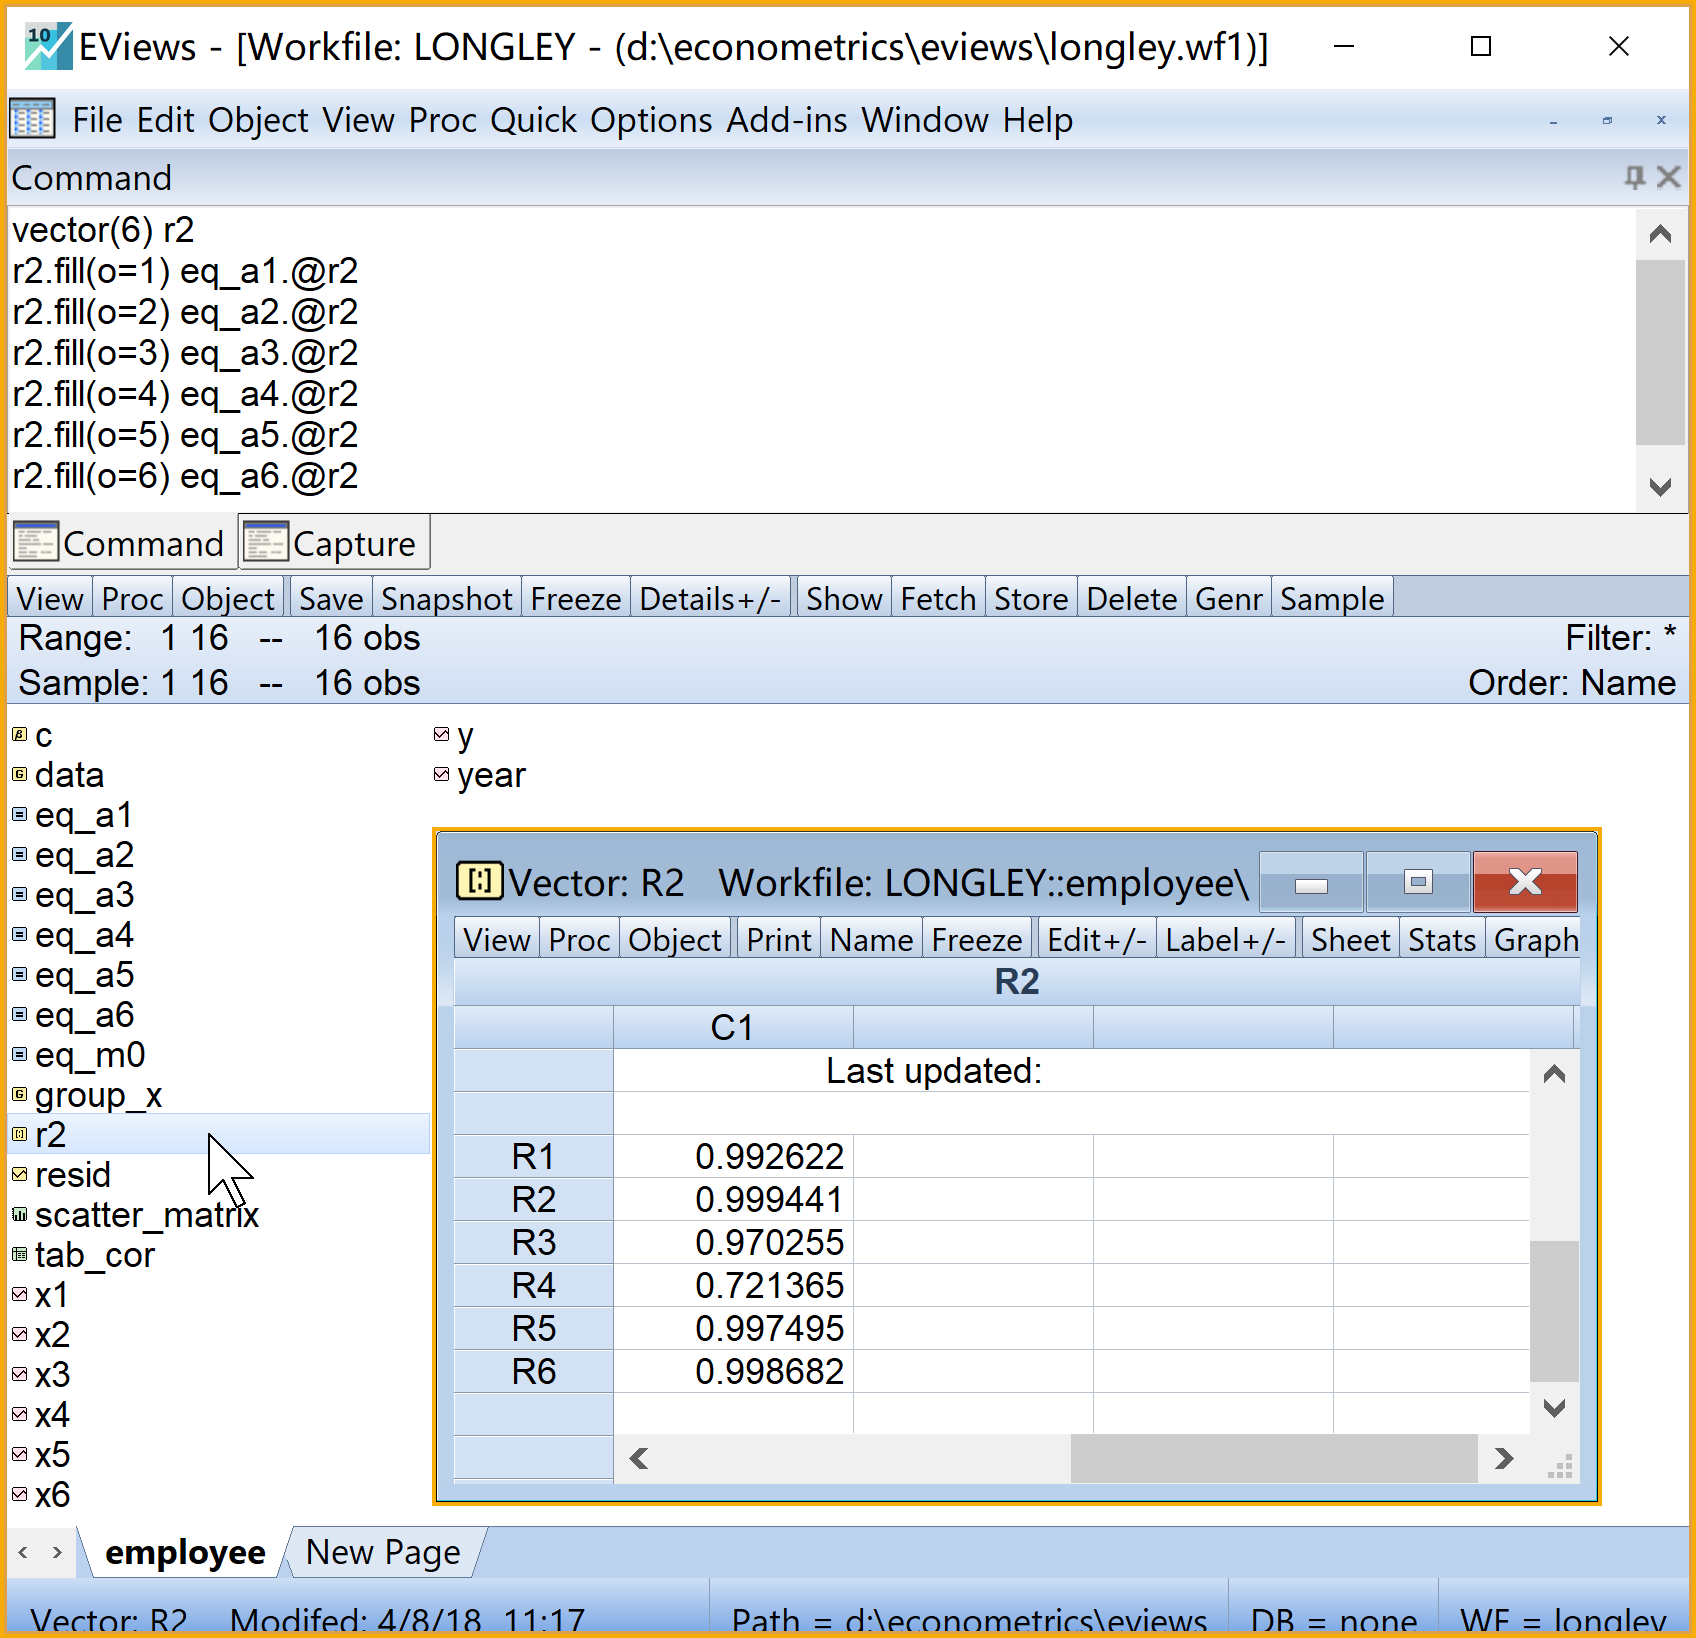 10 EViews - [Workfile: LONGLEY - (d:\econometrics\eviews\longley.wf1)]
File Edit Object View Proc Quick Options Add-ins Window Help
Command
vector(6) r2
r2.fill(o=1) eq_a1.@r2
r2.fill(o=2) eq_a2.@r2
r2.fill(o=3) eq_a3.@r2
r2.fill(o=4) eq_a4.@r2
r2.fill(o=5) eq_a5.@r2
r2.fill(o=6) eq_a6.@r2
Command Capture
View Proc Object Save Snapshot Freeze Details+/- Show Fetch Store Delete Genr Sample
Range: 1 16 -- 16 obs Filter: *
Sample: 1 16 -- 16 obs Order: Name
c
data
eq_a1
eq_a2
eq_a3
eq_a4
eq_a5
eq_a6
eq_m0
group_x
r2
resid
scatter_matrix
tab_cor
x1
x2
x3
x4
x5
x6
y
year
Vector: R2 Workfile: LONGLEY::employee\
View Proc Object Print Name Freeze Edit+/- Label+/- Sheet Stats Graph
R2
C1
Last updated:
R1 0.992622
R2 0.999441
R3 0.970255
R4 0.721365
R5 0.997495
R6 0.998682
employee New Page
Vector: R2 Modifed: 4/8/18 11:17 Path = d:\econometrics\eviews DB = none WF = longley